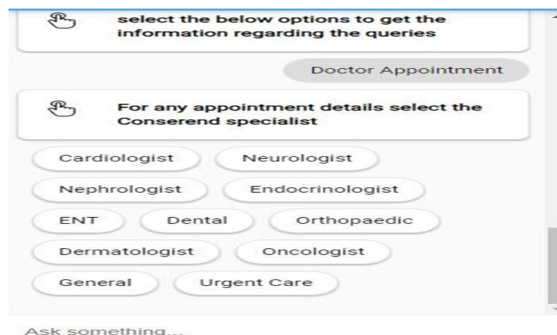 select the below options to get the
information regarding the queries
Doctor Appointment
For any appointment details select the
Conserend specialist
Cardiologist Neurologist
Nephrologist Endocrinologist
ENT Dental Orthopaedic
Dermatologist Oncologist
General Urgent Care
Ask something...